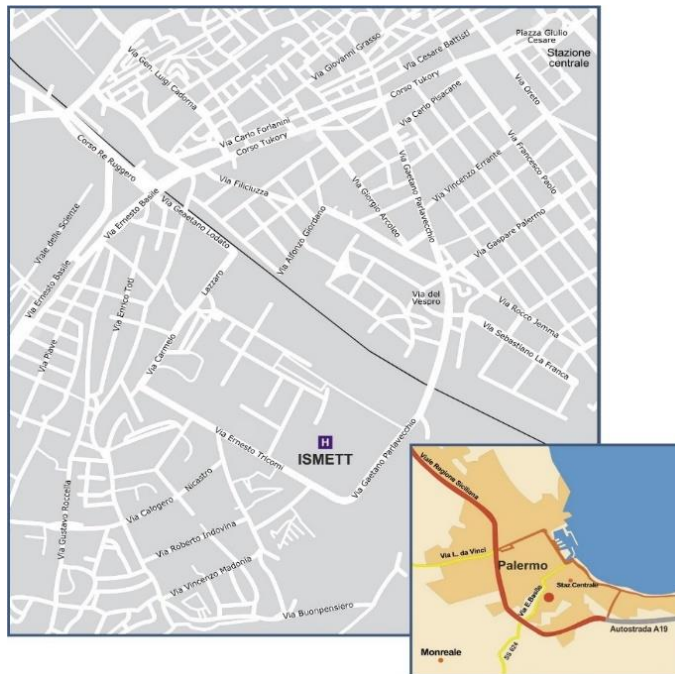 Piazza Giulio
Cesare
Stazione
centrale
Via Gen. Luigi Cadorna
Via Giovanni Grasso
Via Cesare Battisti
Corso Tukory
Via Oreto
Via Carlo Pisacane
Via Carlo Forlanini
Corso Tukory
Via Francesco Paolo
Corso Re Ruggero
Via Filiciuzza
Via Gaetano Parlavecchio
Via Vincenzo Errante
Via Giorgio Arcoleo
Viale delle Scienze
Via Ernesto Basile
Via Geaetano Lodato
Via Alfonzo Giordano
Via Gaspare Palermo
Via Ernesto Basile
Via Enrico Toti
Lazzaro
Via Carmelo
Via del
Vespro
Via Rocco Jemma
Via Sebastiano La Franca
Via Piave
H
ISMETT
Via Ernesto Tricomi
Via Gaetano Parlavecchio
Via Gustavo Roccella
Nicastro
Via Calogero
Via Roberto Indovina
Via Vincenzo Madonia
Via Buonpensiero
Viale Regione Siciliana
Via L. da Vinci
Palermo
Staz.Centrale
Via E.Basile
SS 624
Autostrada A19
Monreale